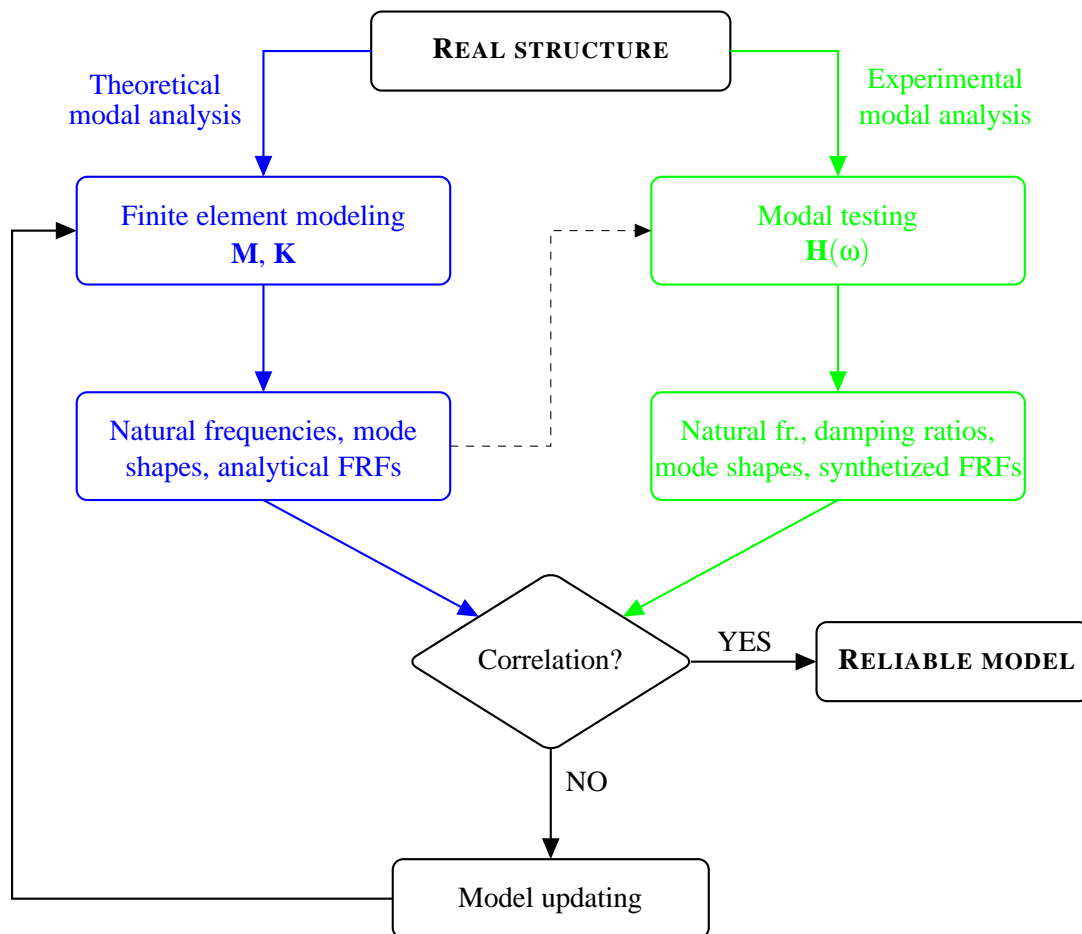 REAL STRUCTURE
Theoretical
modal analysis
Experimental
modal analysis
Finite element modeling
M, K
Modal testing
H(ω)
Natural frequencies, mode
shapes, analytical FRFs
Natural fr., damping ratios,
mode shapes, synthetized FRFs
Correlation?
YES
RELIABLE MODEL
NO
Model updating